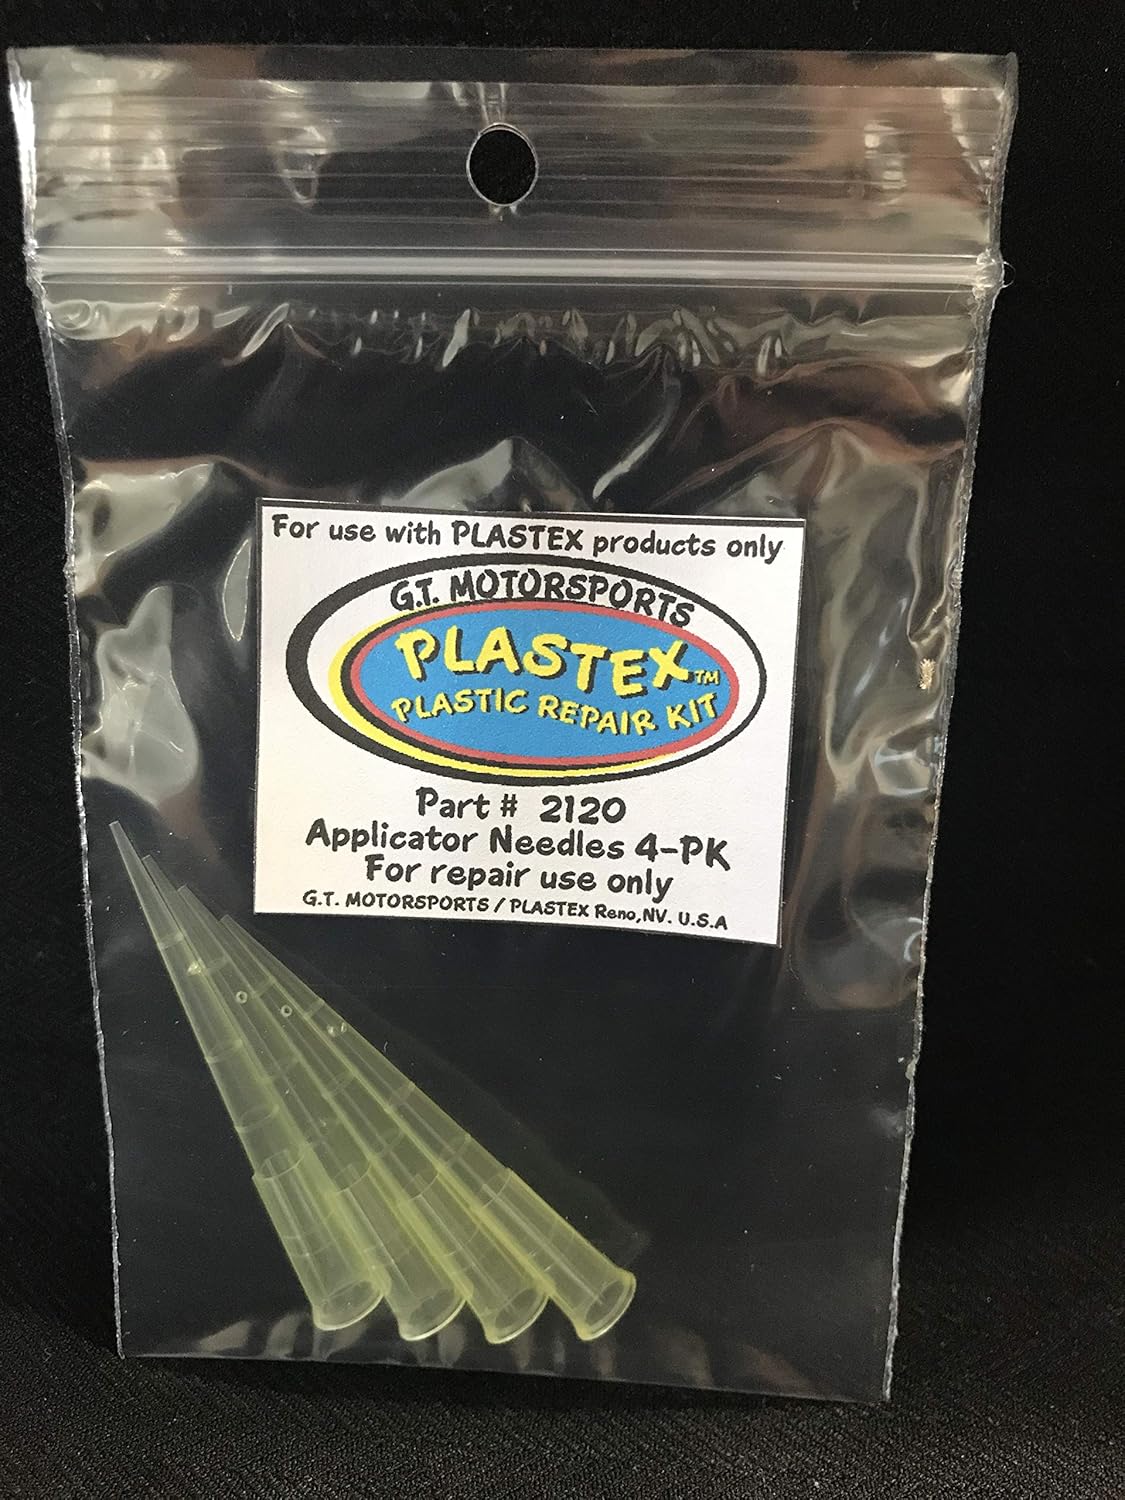 For use with PLASTEX products only
G.T. MOTORSPORTS
PLASTEX™
PLASTIC REPAIR KIT
Part # 2120
Applicator Needles 4-PK
For repair use only
G.T. MOTORSPORTS / PLASTEX Reno,NV. U.S.A